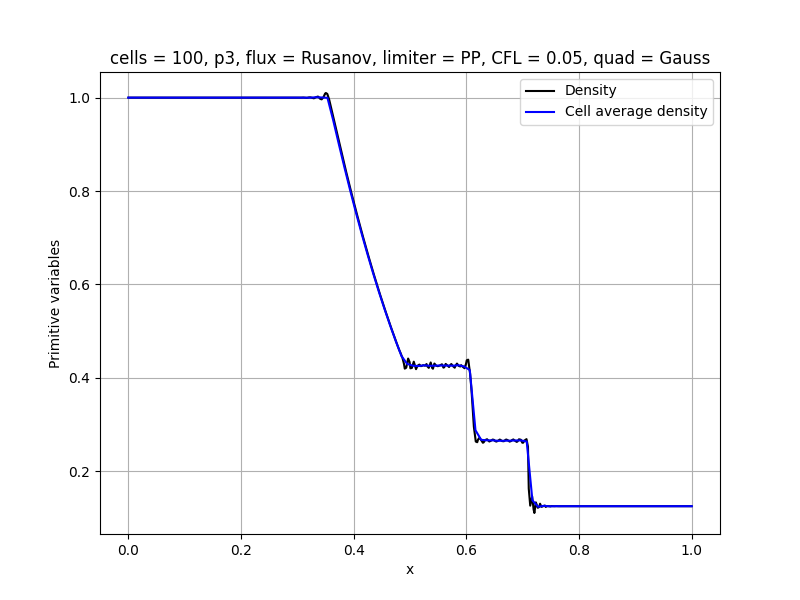 cells = 100, p3, flux = Rusanov, limiter = PP, CFL = 0.05, quad = Gauss
Density
Cell average density
Primitive variables
1.0
0.8
0.6
0.4
0.2
0.0 0.2 0.4 0.6 0.8 1.0
x